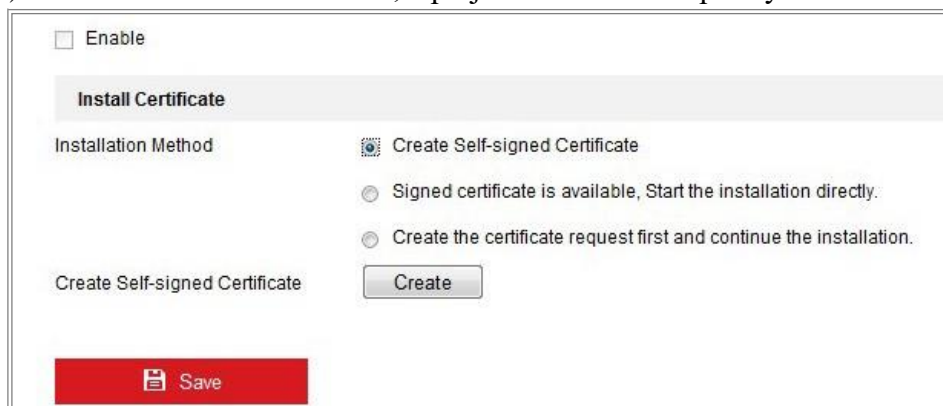 Enable
Install Certificate
Installation Method
Create Self-signed Certificate
Signed certificate is available, Start the installation directly.
Create the certificate request first and continue the installation.
Create Self-signed Certificate
Create
Save